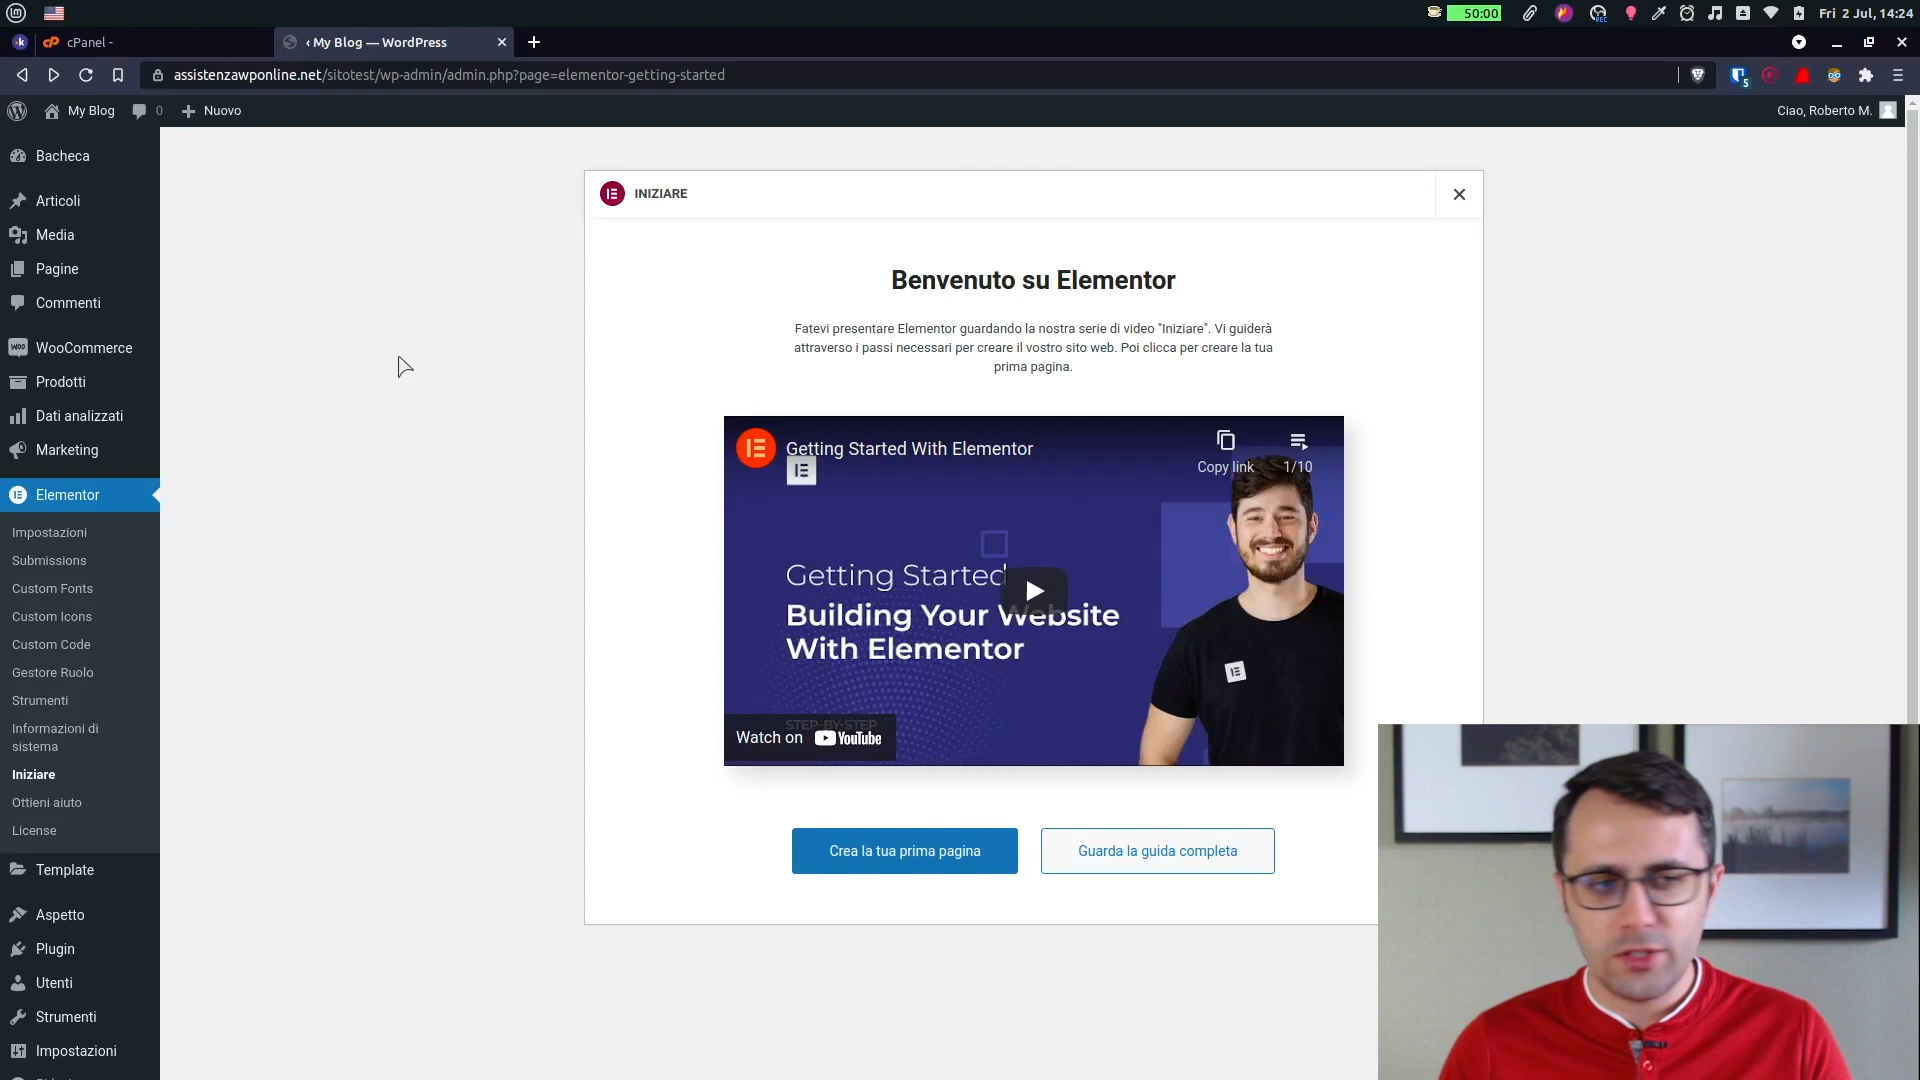 50:00
Fri 2 Jul, 14:24
cPanel -
‹ My Blog — WordPress
assistenzawponline.net/sitotest/wp-admin/admin.php?page=elementor-getting-started
5
My Blog
0
Nuovo
Ciao, Roberto M.
Bacheca
Articoli
Media
Pagine
Commenti
WooCommerce
Prodotti
Dati analizzati
Marketing
Elementor
Impostazioni
Submissions
Custom Fonts
Custom Icons
Custom Code
Gestore Ruolo
Strumenti
Informazioni di
sistema
Iniziare
Ottieni aiuto
License
Template
Aspetto
Plugin
Utenti
Strumenti
Impostazioni
INIZIARE
Benvenuto su Elementor
Fatevi presentare Elementor guardando la nostra serie di video "Iniziare". Vi guiderà
attraverso i passi necessari per creare il vostro sito web. Poi clicca per creare la tua
prima pagina.
Getting Started With Elementor
Copy link
1/10
Getting Started
Building Your Website
With Elementor
STEP-BY-STEP
Watch on YouTube
Crea la tua prima pagina
Guarda la guida completa